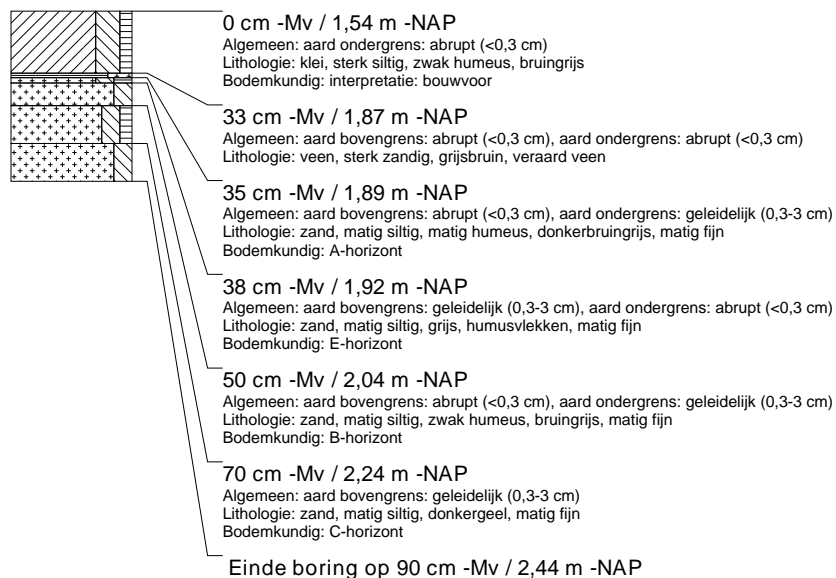 0 cm -Mv / 1,54 m -NAP
Algemeen: aard ondergrens: abrupt (<0,3 cm)
Lithologie: klei, sterk siltig, zwak humeus, bruingrijs
Bodemkundig: interpretatie: bouwvoor
33 cm -Mv / 1,87 m -NAP
Algemeen: aard bovengrens: abrupt (<0,3 cm), aard ondergrens: abrupt (<0,3 cm)
Lithologie: veen, sterk zandig, grijsbruin, veraard veen
35 cm -Mv / 1,89 m -NAP
Algemeen: aard bovengrens: abrupt (<0,3 cm), aard ondergrens: geleidelijk (0,3-3 cm)
Lithologie: zand, matig siltig, matig humeus, donkerbruingrijs, matig fijn
Bodemkundig: A-horizont
38 cm -Mv / 1,92 m -NAP
Algemeen: aard bovengrens: geleidelijk (0,3-3 cm), aard ondergrens: abrupt (<0,3 cm)
Lithologie: zand, matig siltig, grijs, humusvlekken, matig fijn
Bodemkundig: E-horizont
50 cm -Mv / 2,04 m -NAP
Algemeen: aard bovengrens: abrupt (<0,3 cm), aard ondergrens: geleidelijk (0,3-3 cm)
Lithologie: zand, matig siltig, zwak humeus, bruingrijs, matig fijn
Bodemkundig: B-horizont
70 cm -Mv / 2,24 m -NAP
Algemeen: aard bovengrens: geleidelijk (0,3-3 cm)
Lithologie: zand, matig siltig, donkergeel, matig fijn
Bodemkundig: C-horizont
Einde boring op 90 cm -Mv / 2,44 m -NAP